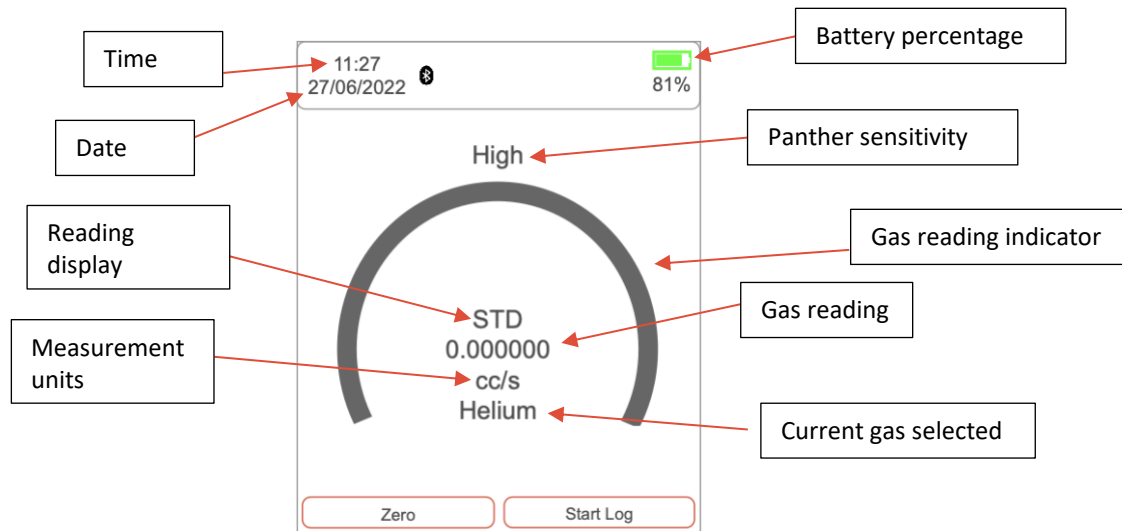 Time
Date
Reading
display
Measurement
units
11:27
27/06/2022
81%
High
STD
0.000000
cc/s
Helium
Zero
Start Log
Battery percentage
Panther sensitivity
Gas reading indicator
Gas reading
Current gas selected